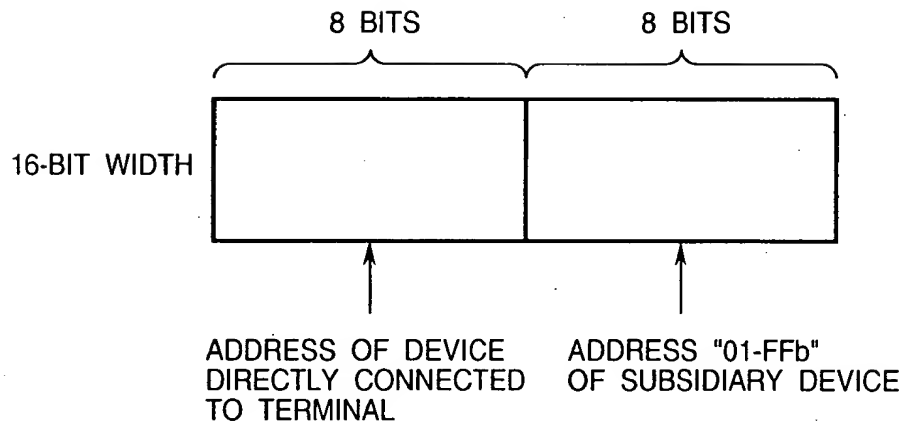 8 BITS 8 BITS
16-BIT WIDTH
ADDRESS OF DEVICE
DIRECTLY CONNECTED
TO TERMINAL
ADDRESS "01-FFb"
OF SUBSIDIARY DEVICE